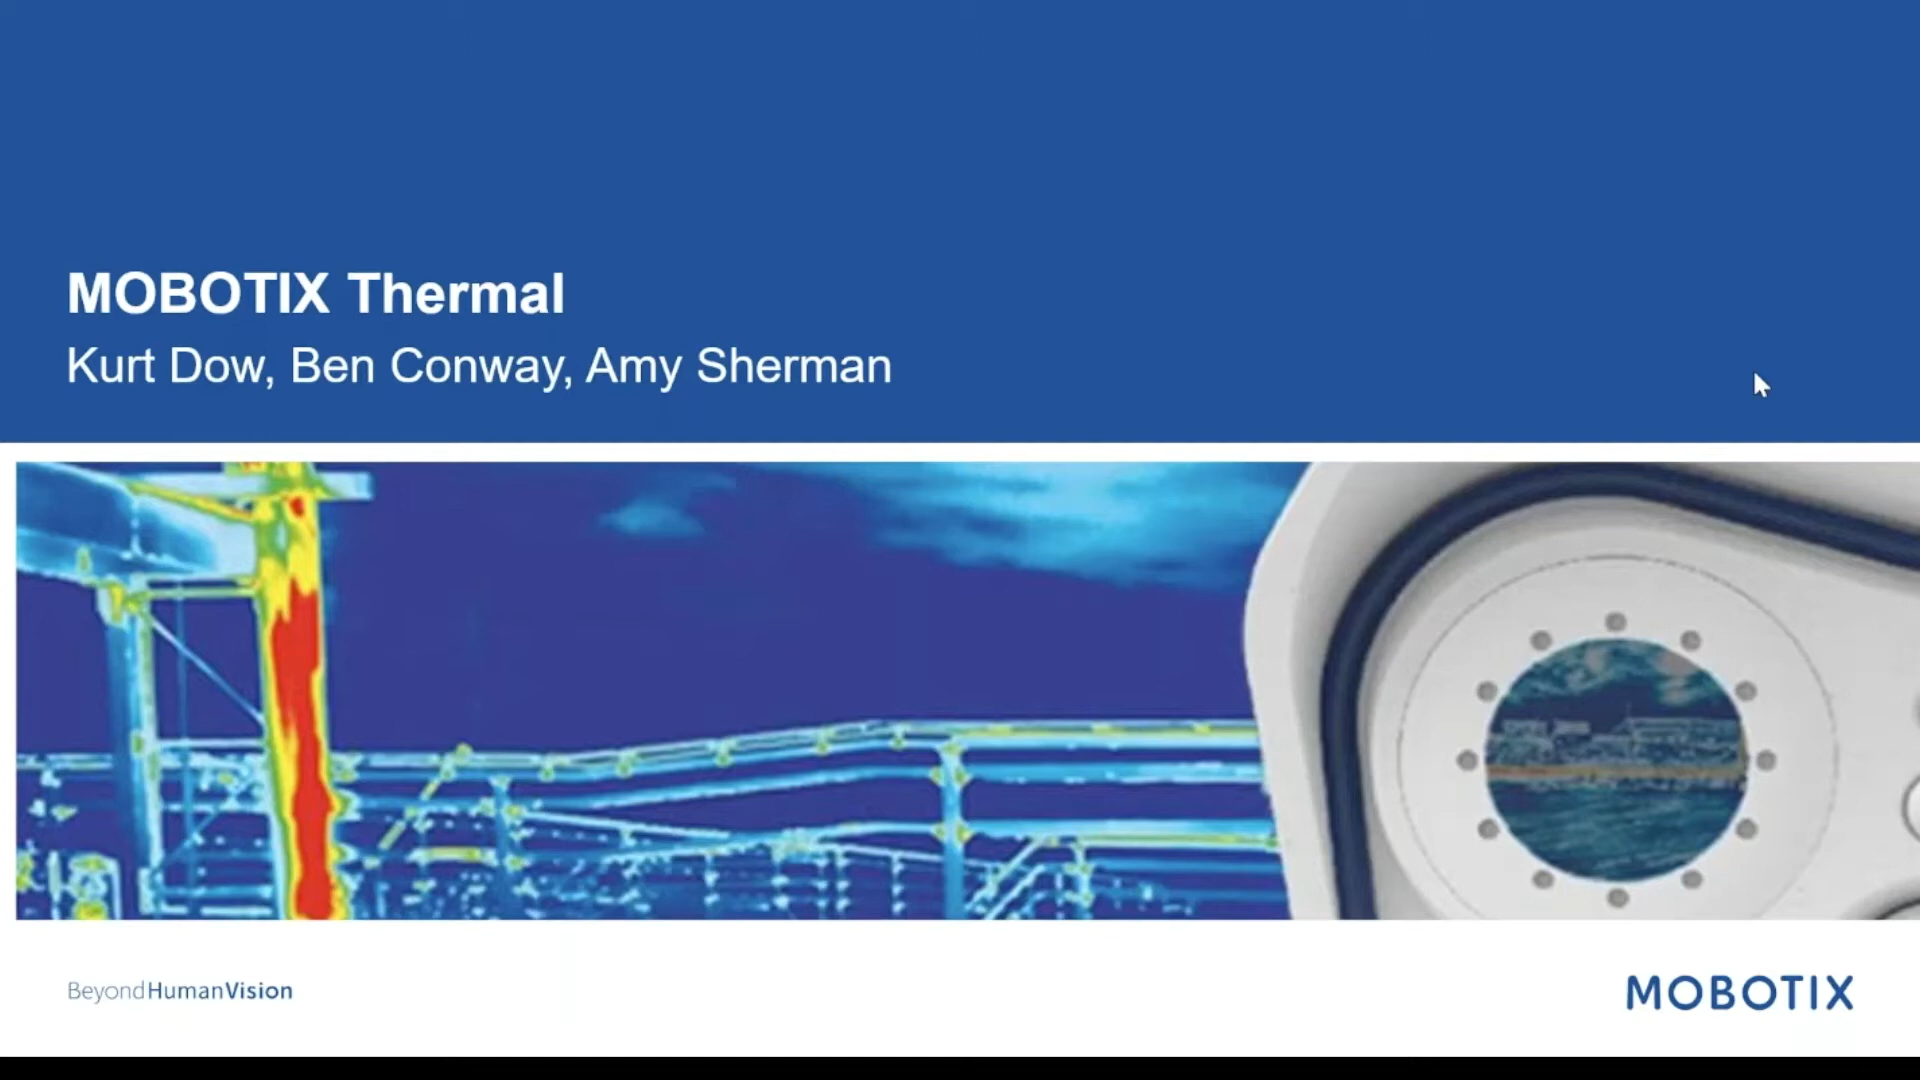 MOBOTIX Thermal
Kurt Dow, Ben Conway, Amy Sherman
BeyondHumanVision
MOBOTIX